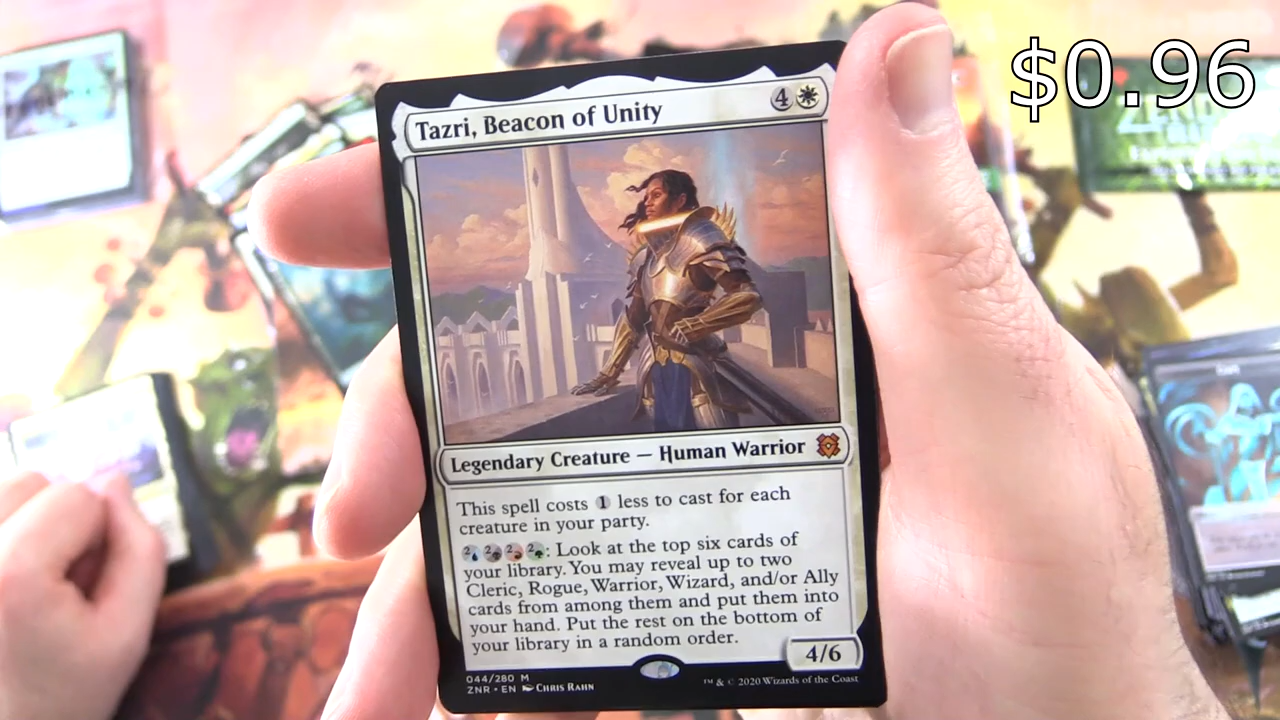 $0.96
Tazri, Beacon of Unity 4
Legendary Creature — Human Warrior
This spell costs 1 less to cast for each
creature in your party.
2 2 2 2: Look at the top six cards of
your library. You may reveal up to two
Cleric, Rogue, Warrior, Wizard, and/or Ally
cards from among them and put them into
your hand. Put the rest on the bottom of
your library in a random order.
4/6
044/280 M
ZNR • EN Chris Rahn
™ & © 2020 Wizards of the Coast